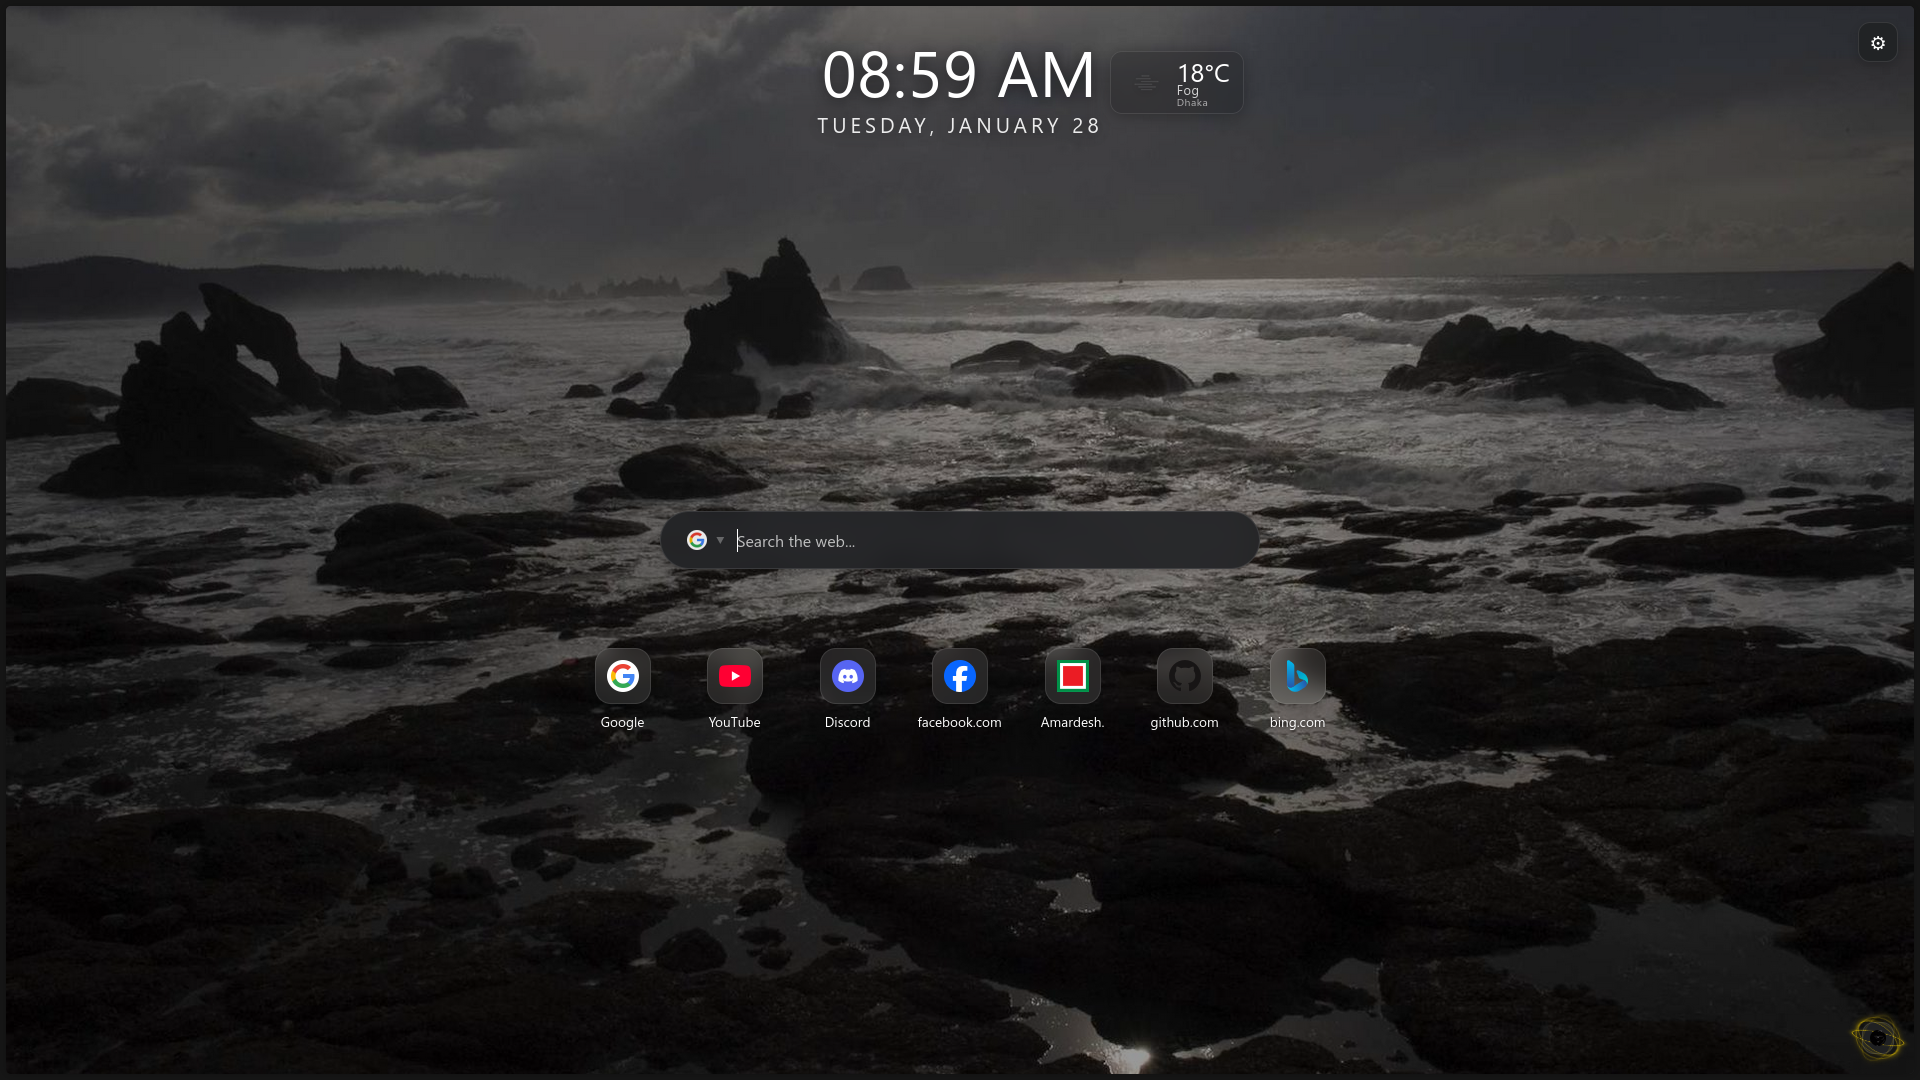 08:59 AM
TUESDAY, JANUARY 28
18°C
Fog
Dhaka
Search the web...
Google
YouTube
Discord
facebook.com
Amardesh.
github.com
bing.com